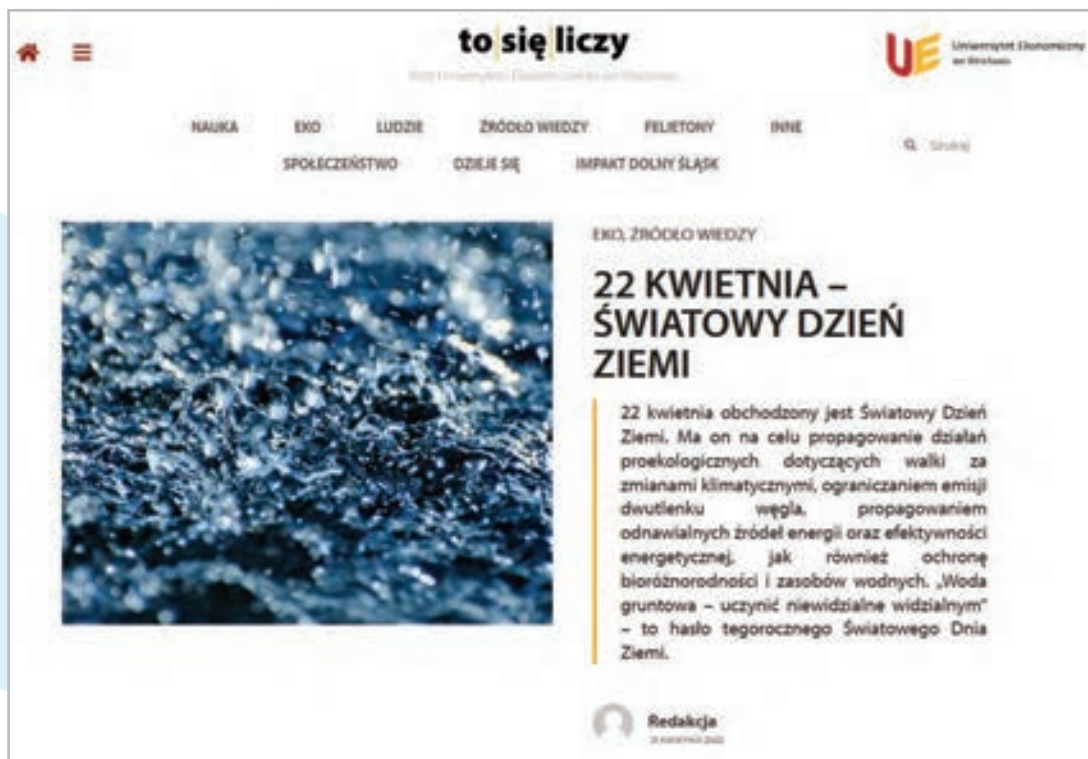 to się liczy
UE Uniwersytet Ekonomiczny
we Wrocławiu
NAUKA EKO LUDZIE ŹRÓDŁO WIEDZY FELIETONY INNE
Szukaj
SPOŁECZEŃSTWO DZIEJE SIĘ IMPAKT DOLNY ŚLĄSK
EKO, ŹRÓDŁO WIEDZY
22 KWIETNIA –
ŚWIATOWY DZIEŃ
ZIEMI
22 kwietnia obchodzony jest Światowy Dzień
Ziemi. Ma on na celu propagowanie działań
proekologicznych dotyczących walki za
zmianami klimatycznymi, ograniczaniem emisji
dwutlenku węgla, propagowaniem
odnawialnych źródeł energii oraz efektywności
energetycznej, jak również ochronę
bioróżnorodności i zasobów wodnych. „Woda
gruntowa – uczynić niewidzialne widzialnym”
– to hasło tegorocznego Światowego Dnia
Ziemi.
Redakcja